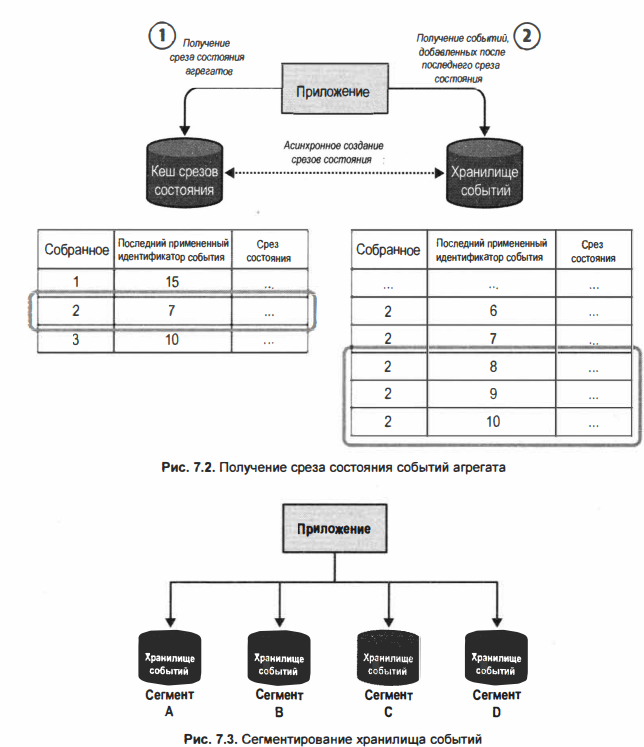 1
Получение
среза состояния
агрегатов
Получение событий,
добавленных после
последнего среза
состояния
2
Приложение
Асинхронное создание
срезов состояния
Кеш срезов
состояния
Хранилище
событий
Собранное Последний примененный идентификатор события Срез состояния
1 15 ...
2 7 ...
3 10 ...
Собранное Последний примененный идентификатор события Срез состояния
... ... ...
2 6 ...
2 7 ...
2 8 ...
2 9 ...
2 10 ...
Рис. 7.2. Получение среза состояния событий агрегата
Приложение
Хранилище
событий
Сегмент
A
Хранилище
событий
Сегмент
B
Хранилище
событий
Сегмент
C
Хранилище
событий
Сегмент
D
Рис. 7.3. Сегментирование хранилища событий